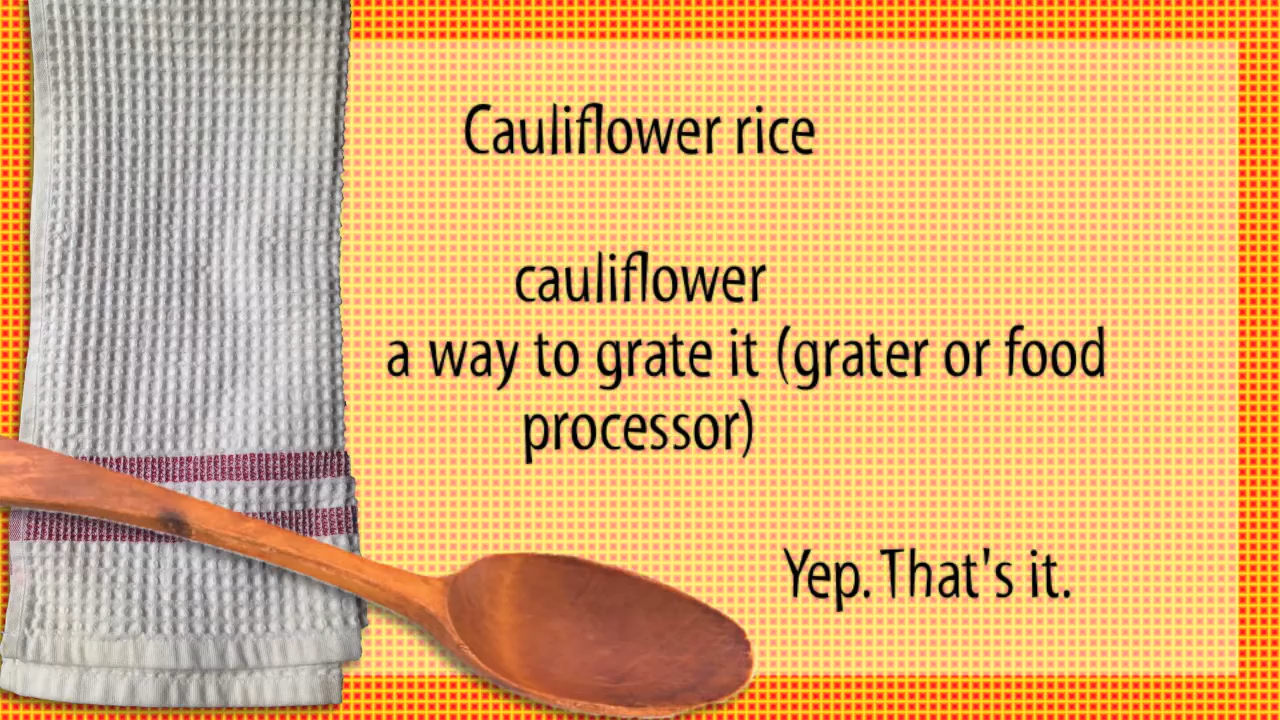 Cauliflower rice
cauliflower
a way to grate it (grater or food
processor)
Yep. That's it.